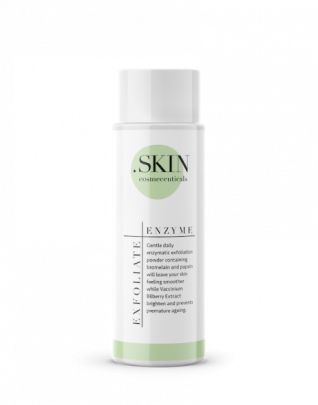 .SKIN
cosmeceuticals
ENZYME
EXFOLIATE
Gentle daily
enzymatic exfoliation
powder containing
bromelain and papain
will leave your skin
feeling smoother
while Vaccinium
Bilberry Extract
brighten and prevents
premature ageing.